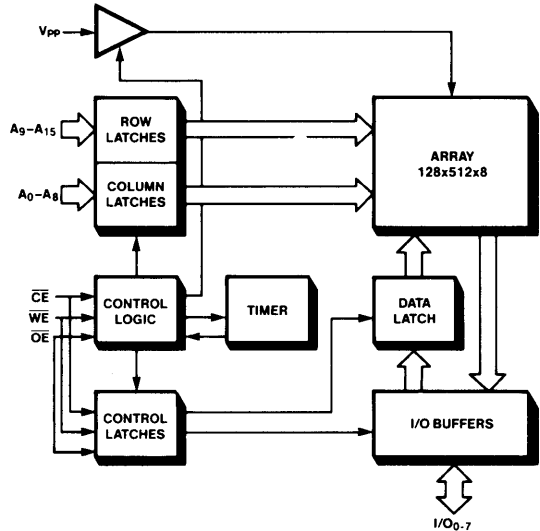 VPP
A9–A15
ROW
LATCHES
ARRAY
128x512x8
A0–A8
COLUMN
LATCHES
CE
WE
OE
CONTROL
LOGIC
TIMER
DATA
LATCH
CONTROL
LATCHES
I/O BUFFERS
I/O0-7